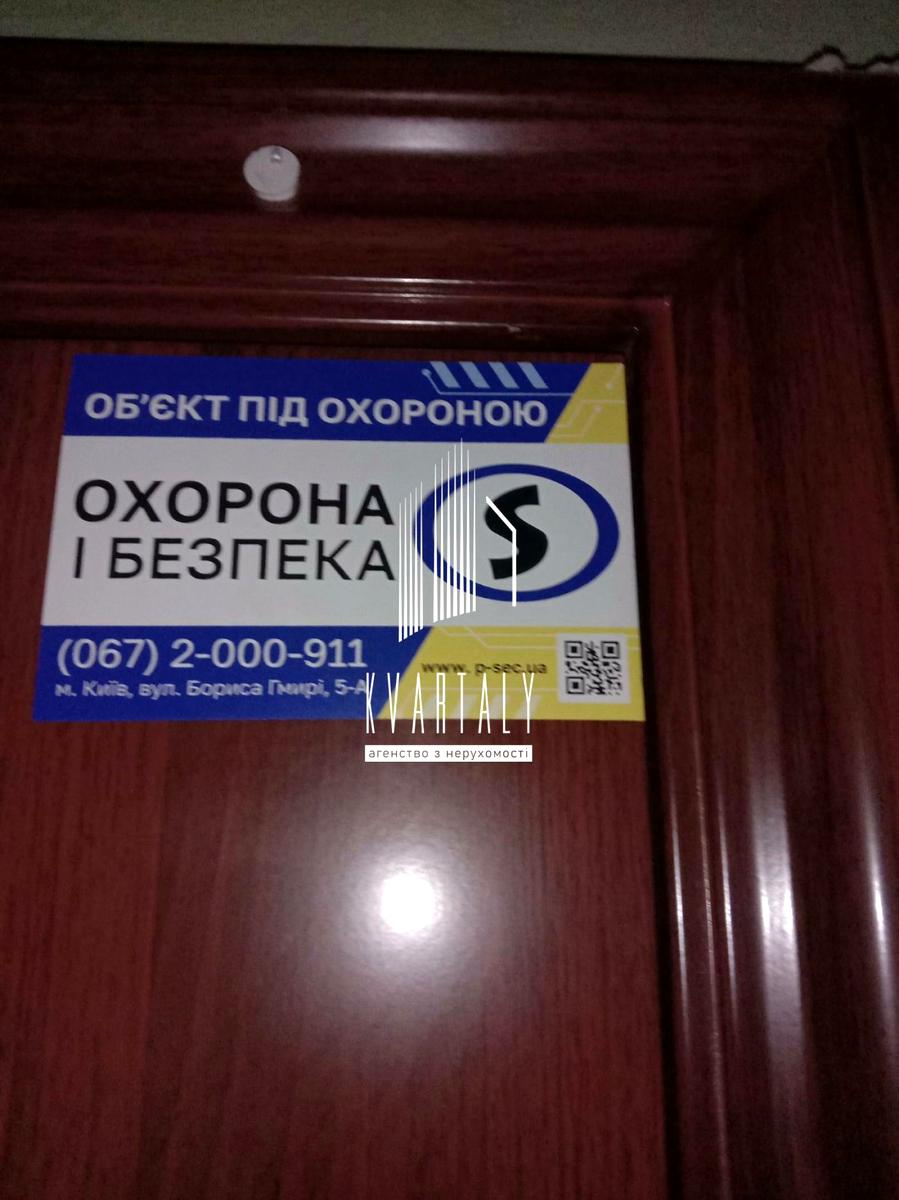 ОБ'ЄКТ ПІД ОХОРОНОЮ
ОХОРОНА
І БЕЗПЕКА
S
(067) 2-000-911
www. p-sec.ua
м. Київ, вул. Бориса Гмирі, 5-А
KVARTALY
агенство з нерухомості